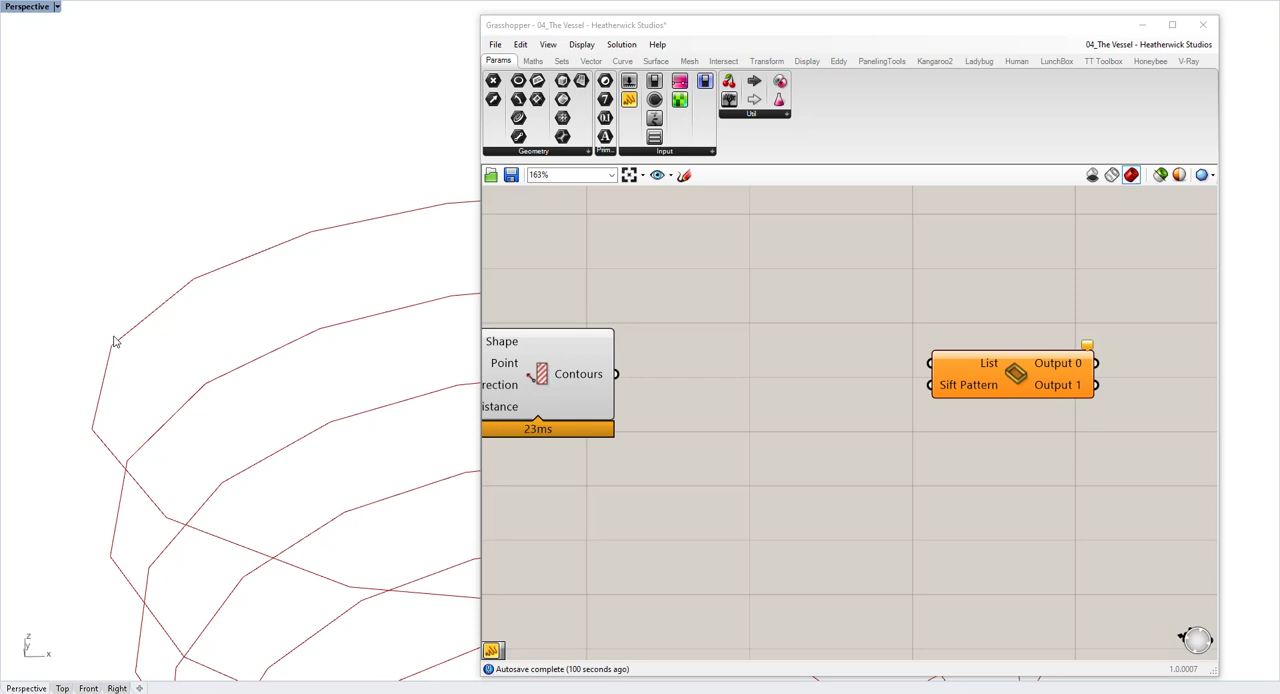 Perspective
Grasshopper - 04_The Vessel - Heatherwick Studios*
File Edit View Display Solution Help
04_The Vessel - Heatherwick Studios
Params Maths Sets Vector Curve Surface Mesh Intersect Transform Display Eddy PanelingTools Kangaroo2 Ladybug Human LunchBox TT Toolbox Honeybee V-Ray
Geometry
Prim...
Input
Util
163%
Shape
Point
rection
istance
Contours
23ms
List
Sift Pattern
Output 0
Output 1
z
y
x
Autosave complete (100 seconds ago)
1.0.0007
Perspective Top Front Right